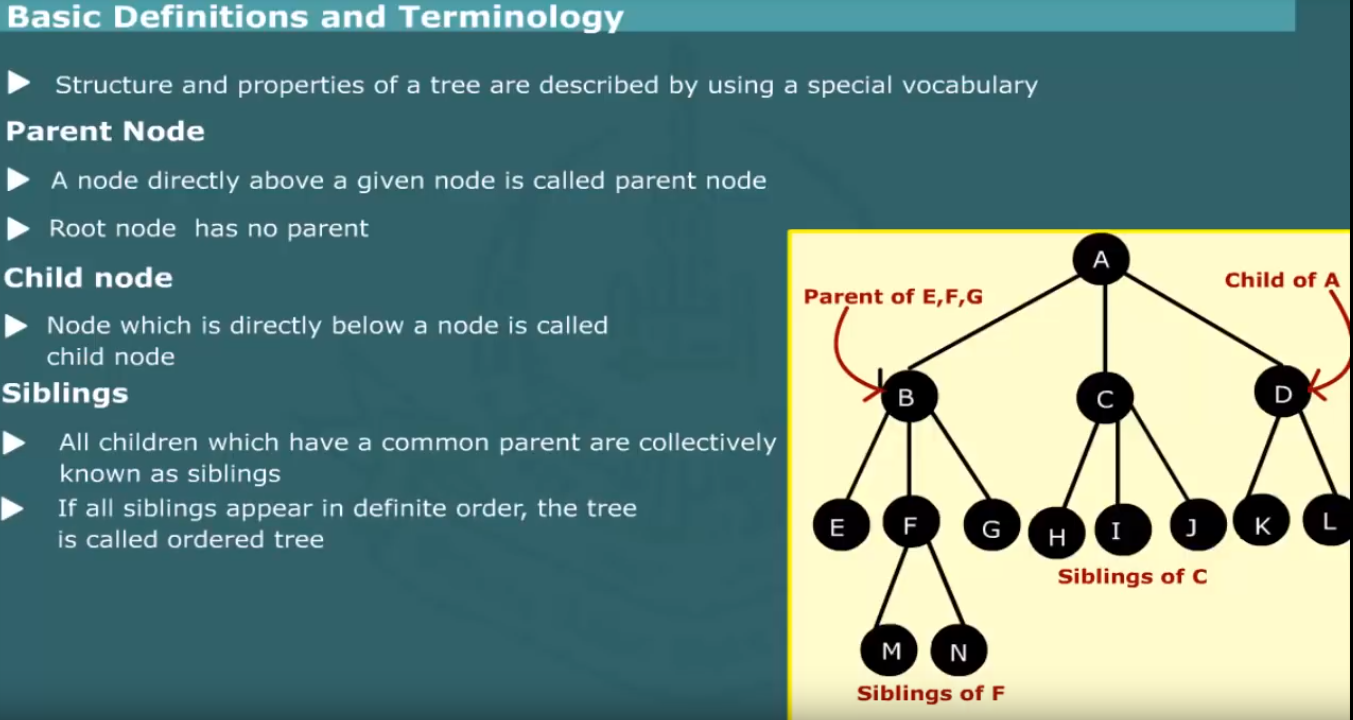 Basic Definitions and Terminology
Structure and properties of a tree are described by using a special vocabulary
Parent Node
A node directly above a given node is called parent node
Root node has no parent
Child node
Node which is directly below a node is called
child node
Siblings
All children which have a common parent are collectively
known as siblings
If all siblings appear in definite order, the tree
is called ordered tree
A
Parent of E,F,G
Child of A
B
C
D
E
F
G
H
I
J
K
L
Siblings of C
M
N
Siblings of F